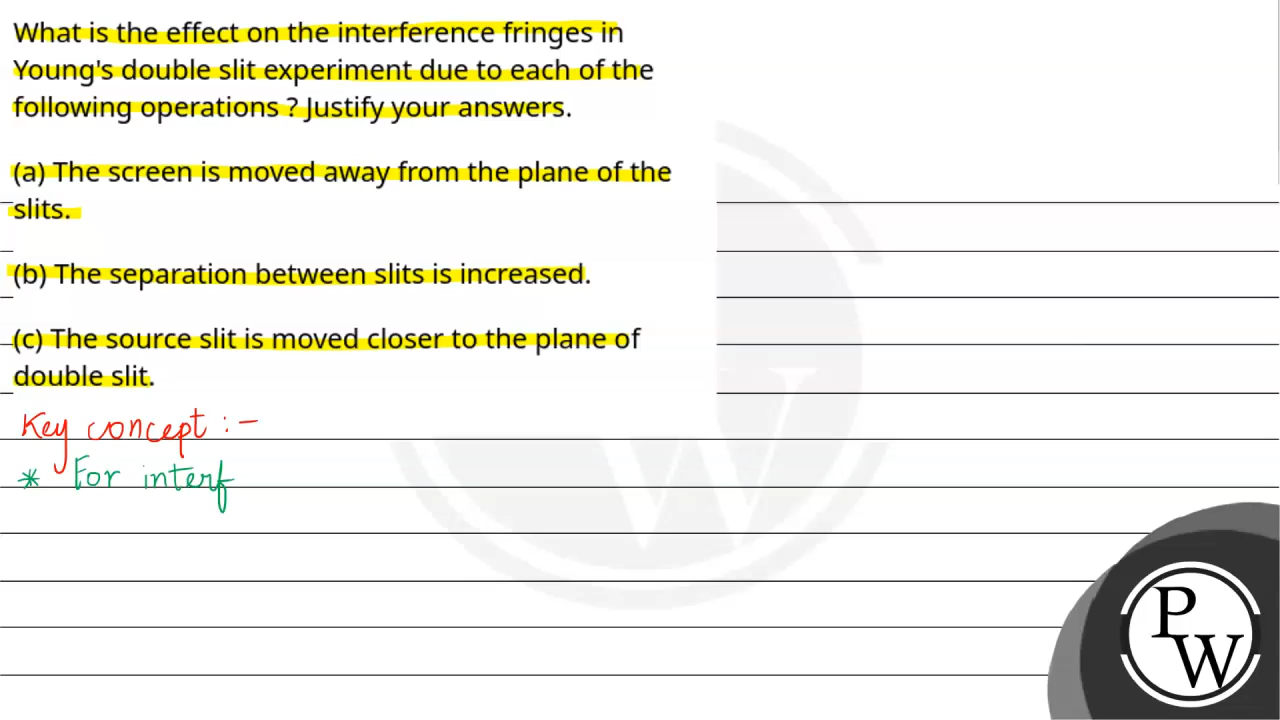 What is the effect on the interference fringes in
Young's double slit experiment due to each of the
following operations ? Justify your answers.
(a) The screen is moved away from the plane of the
slits.
(b) The separation between slits is increased.
(c) The source slit is moved closer to the plane of
double slit.
Key concept :-
* For interf
P
W